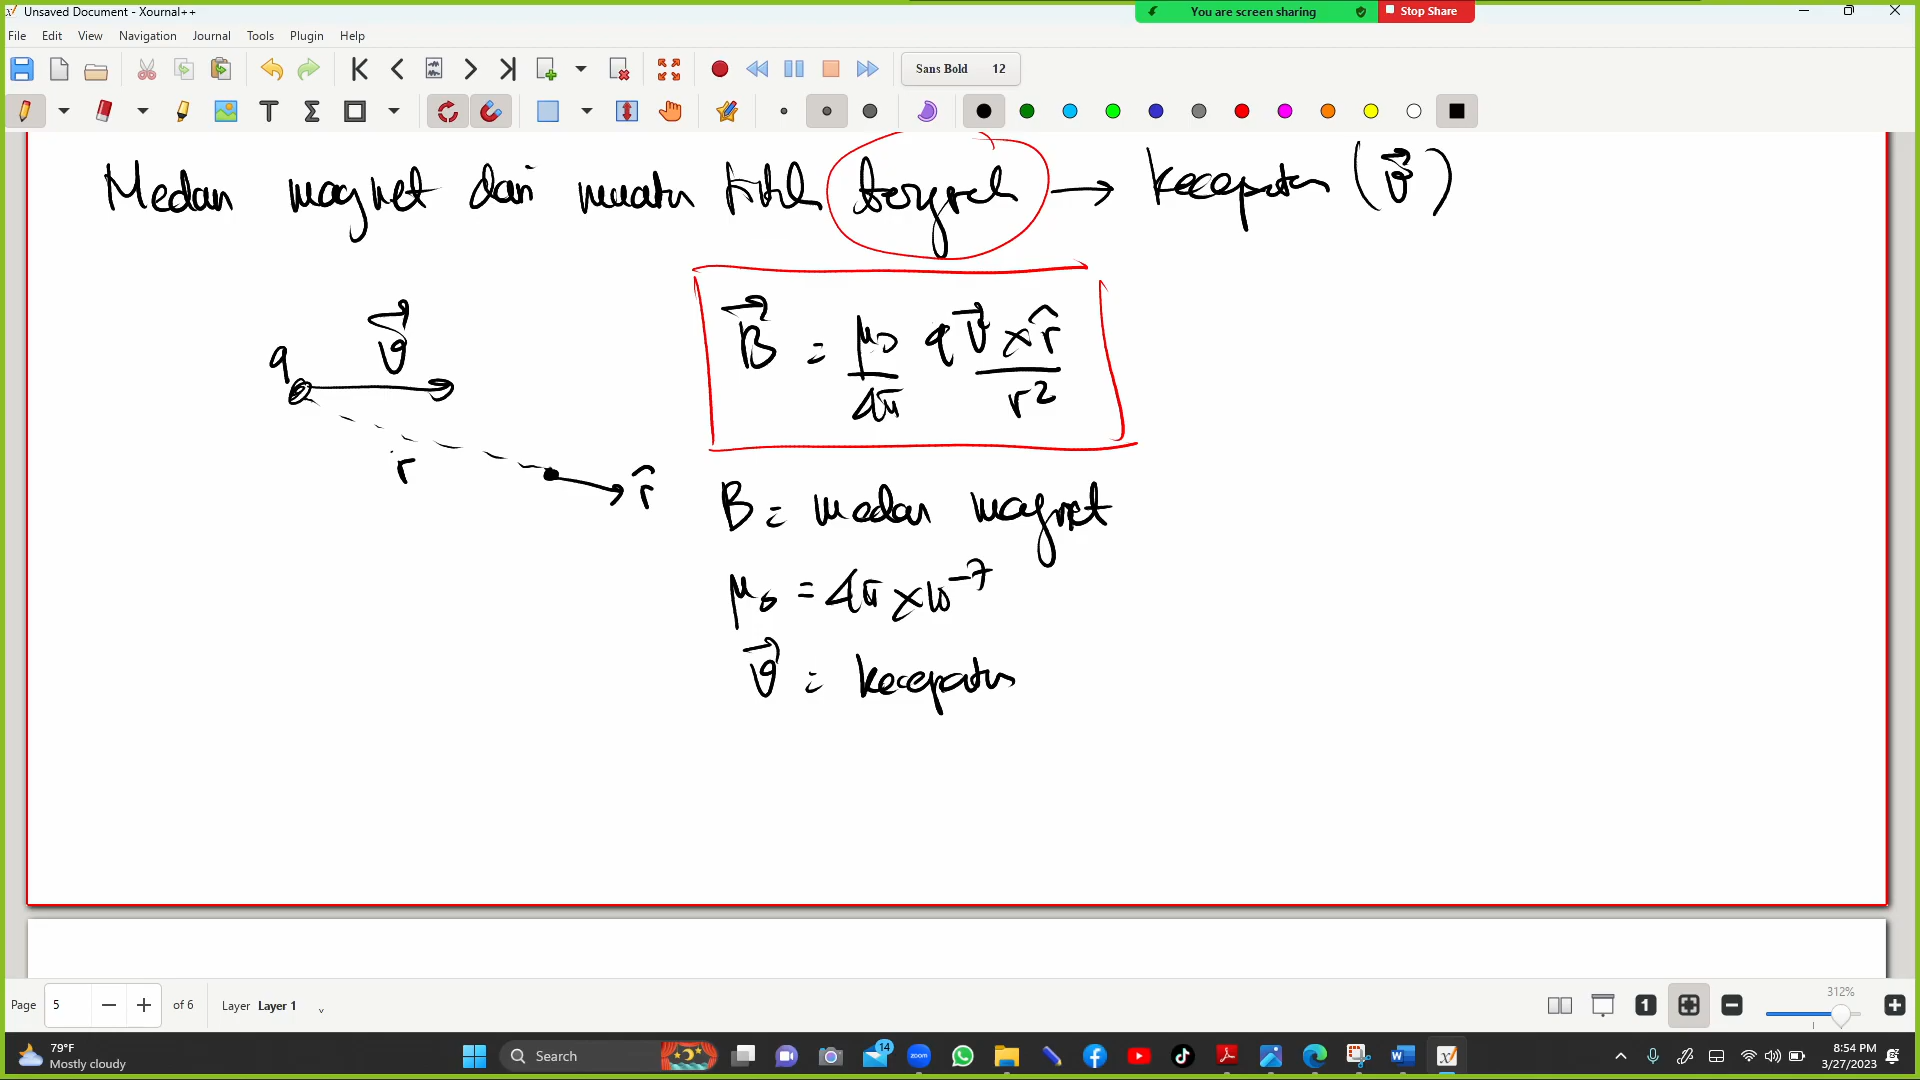 Unsaved Document - Xournal++
You are screen sharing
Stop Share
File Edit View Navigation Journal Tools Plugin Help
Sans Bold 12
Medan magnet dari muatan titik bergerak → kecepatan (v⃗)
q v⃗
r r̂
B⃗ = μ₀/4π q v⃗ × r̂ / r²
B = medan magnet
μ₀ = 4π × 10⁻⁷
v⃗ = kecepatan
Page 5 of 6 Layer Layer 1
312%
79°F
Mostly cloudy
Search
14
zoom
8:54 PM
3/27/2023